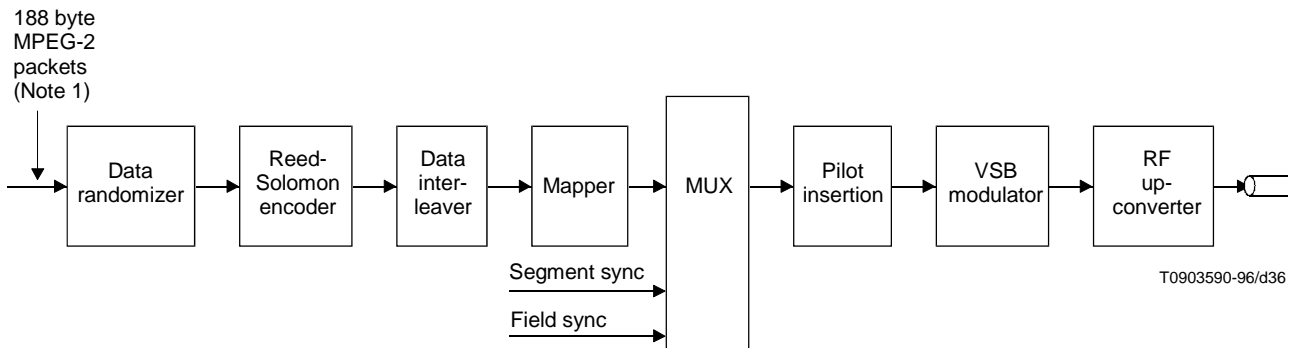 188 byte
MPEG-2
packets
(Note 1)
Data
randomizer
Reed-
Solomon
encoder
Data
inter-
leaver
Mapper
MUX
Pilot
insertion
VSB
modulator
RF
up-
converter
Segment sync
Field sync
T0903590-96/d36